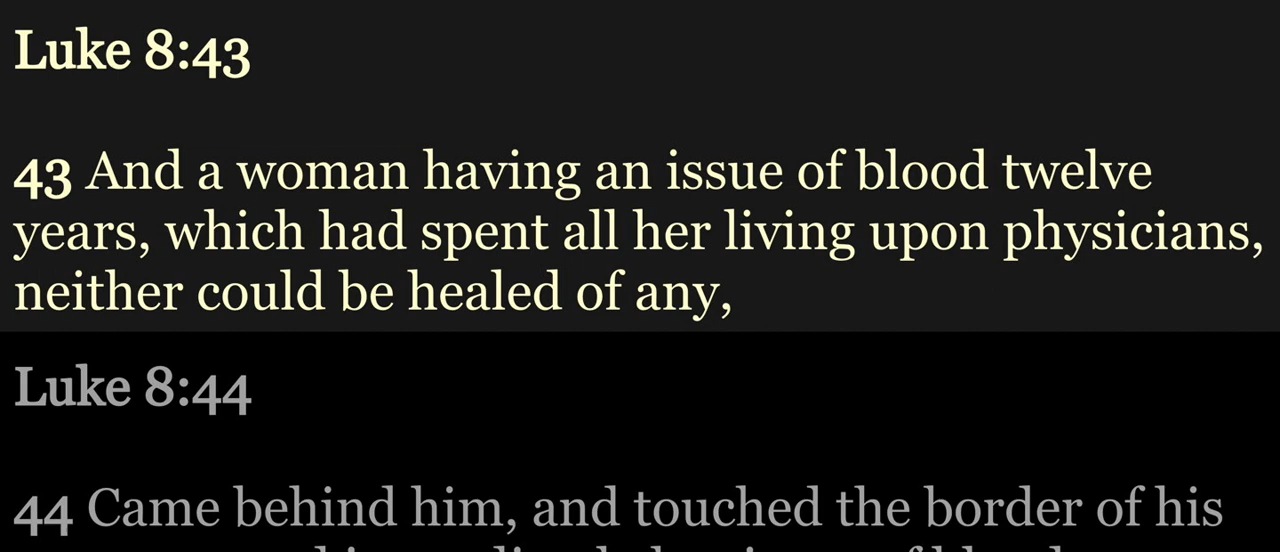 Luke 8:43
43 And a woman having an issue of blood twelve
years, which had spent all her living upon physicians,
neither could be healed of any,
Luke 8:44
44 Came behind him, and touched the border of his